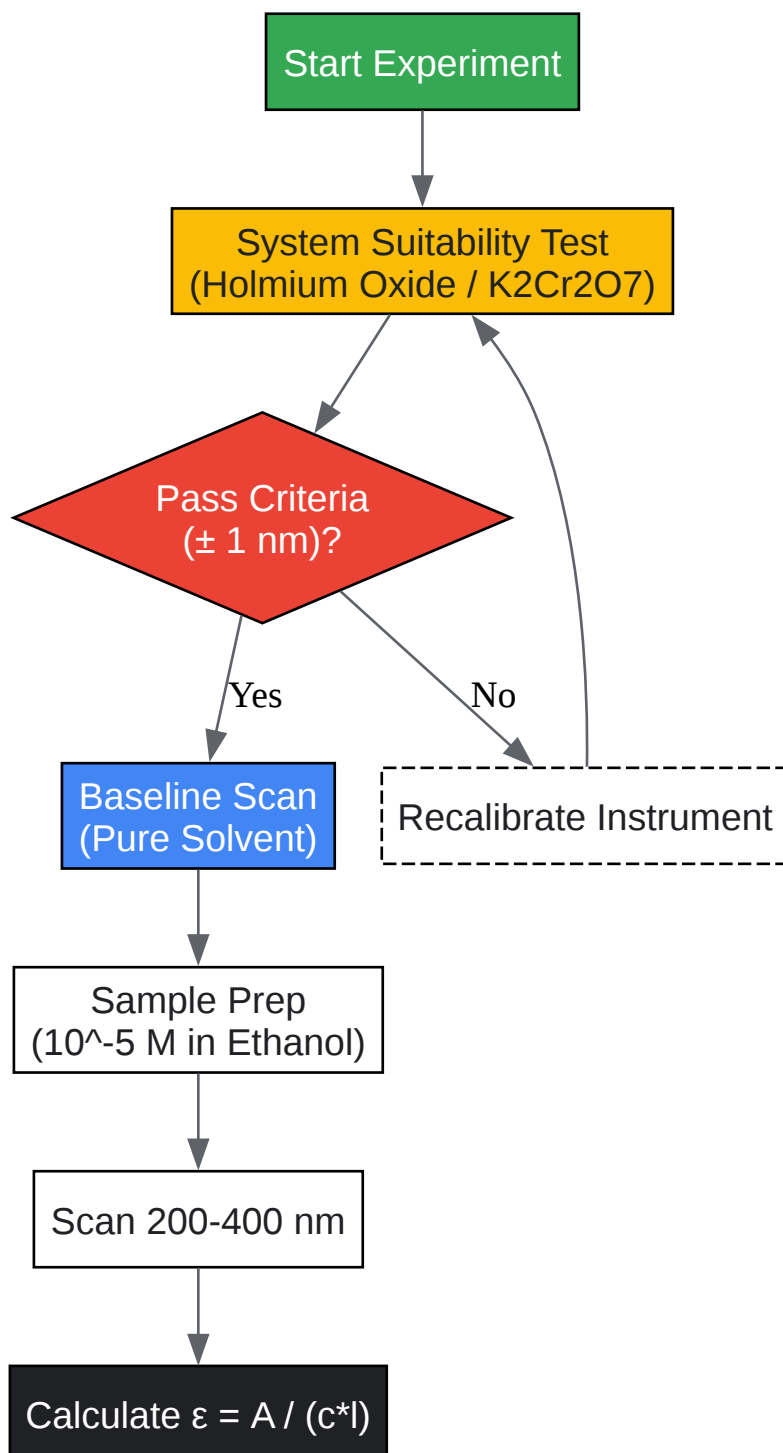 Start Experiment
System Suitability Test
(Holmium Oxide / K2Cr2O7)
Pass Criteria
(± 1 nm)?
Yes
No
Baseline Scan
(Pure Solvent)
Recalibrate Instrument
Sample Prep
(10^-5 M in Ethanol)
Scan 200-400 nm
Calculate ε = A / (c*l)